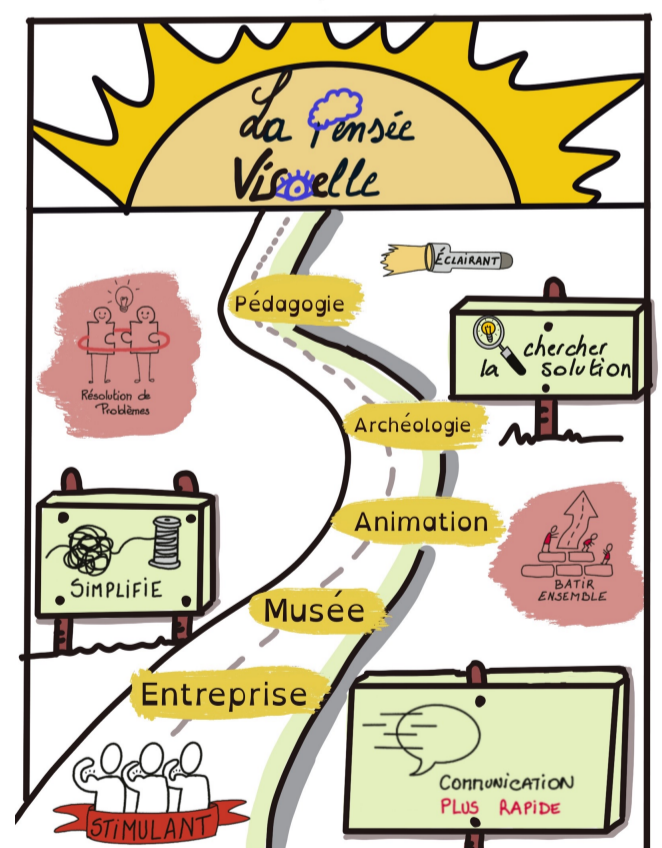 La Pensée
Visuelle
ÉCLAIRANT
Pédagogie
chercher
la solution
Résolution de
Problèmes
Archéologie
Animation
SiMPLIFIE
BATIR
ENSEMBLE
Musée
Entreprise
COMMUNICATION
PLUS RAPIDE
STiMULANT